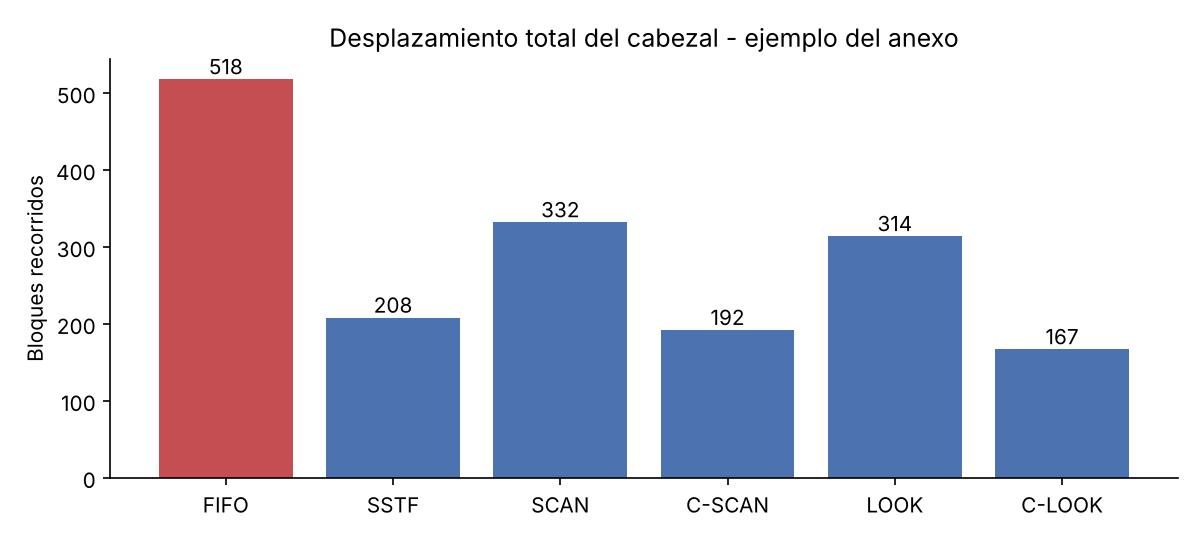 Desplazamiento total del cabezal - ejemplo del anexo
Bloques recorridos
500
400
300
200
100
0
518
208
332
192
314
167
FIFO
SSTF
SCAN
C-SCAN
LOOK
C-LOOK